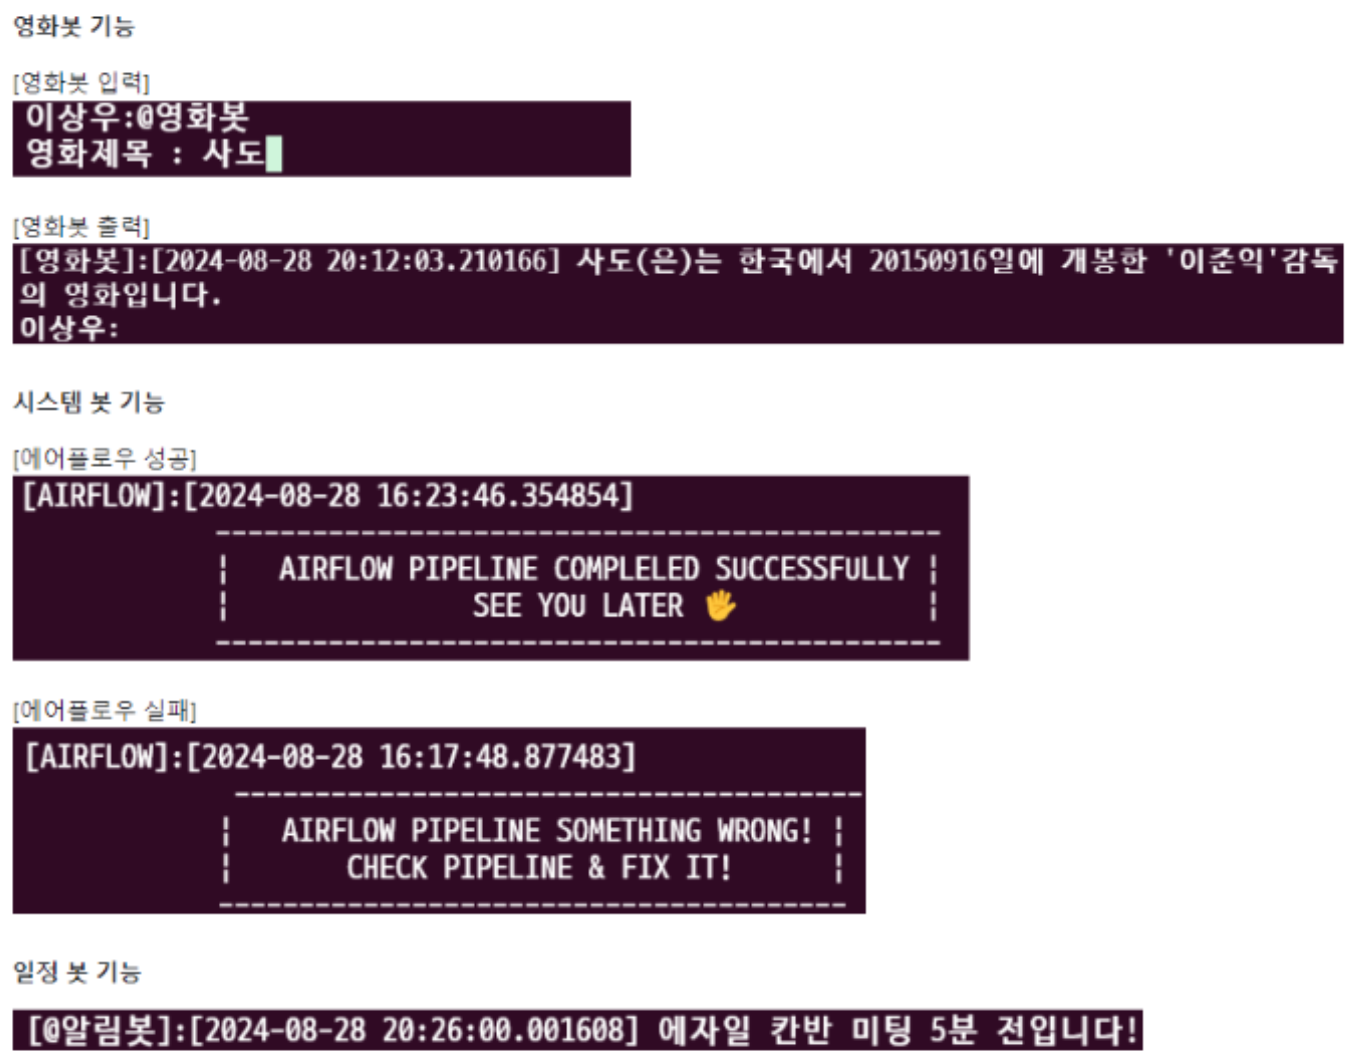 영화봇 기능
[영화봇 입력]
이상우:@영화봇
영화제목 : 사도
[영화봇 출력]
[영화봇]:[2024-08-28 20:12:03.210166] 사도(은)는 한국에서 20150916일에 개봉한 '이준익'감독
의 영화입니다.
이상우:
시스템 봇 기능
[에어플로우 성공]
[AIRFLOW]:[2024-08-28 16:23:46.354854]
---------------------------------------------
| AIRFLOW PIPELINE COMPLELED SUCCESSFULLY |
| SEE YOU LATER 🖐 |
---------------------------------------------
[에어플로우 실패]
[AIRFLOW]:[2024-08-28 16:17:48.877483]
---------------------------------------
| AIRFLOW PIPELINE SOMETHING WRONG! |
| CHECK PIPELINE & FIX IT! |
---------------------------------------
일정 봇 기능
[@알림봇]:[2024-08-28 20:26:00.001608] 에자일 칸반 미팅 5분 전입니다!